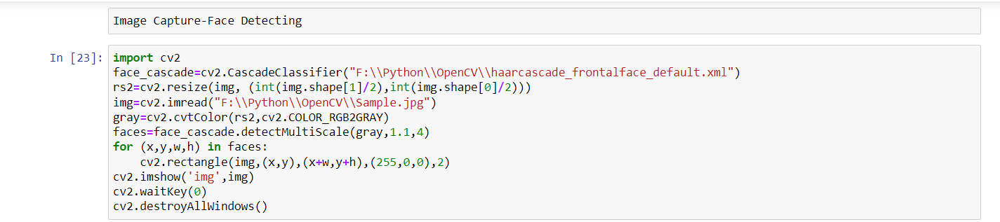 Image Capture-Face Detecting
In [23]: import cv2
face_cascade=cv2.CascadeClassifier("F:\\Python\\OpenCV\\haarcascade_frontalface_default.xml")
rs2=cv2.resize(img, (int(img.shape[1]/2),int(img.shape[0]/2)))
img=cv2.imread("F:\\Python\\OpenCV\\Sample.jpg")
gray=cv2.cvtColor(rs2,cv2.COLOR_RGB2GRAY)
faces=face_cascade.detectMultiScale(gray,1.1,4)
for (x,y,w,h) in faces:
    cv2.rectangle(img,(x,y),(x+w,y+h),(255,0,0),2)
cv2.imshow('img',img)
cv2.waitKey(0)
cv2.destroyAllWindows()